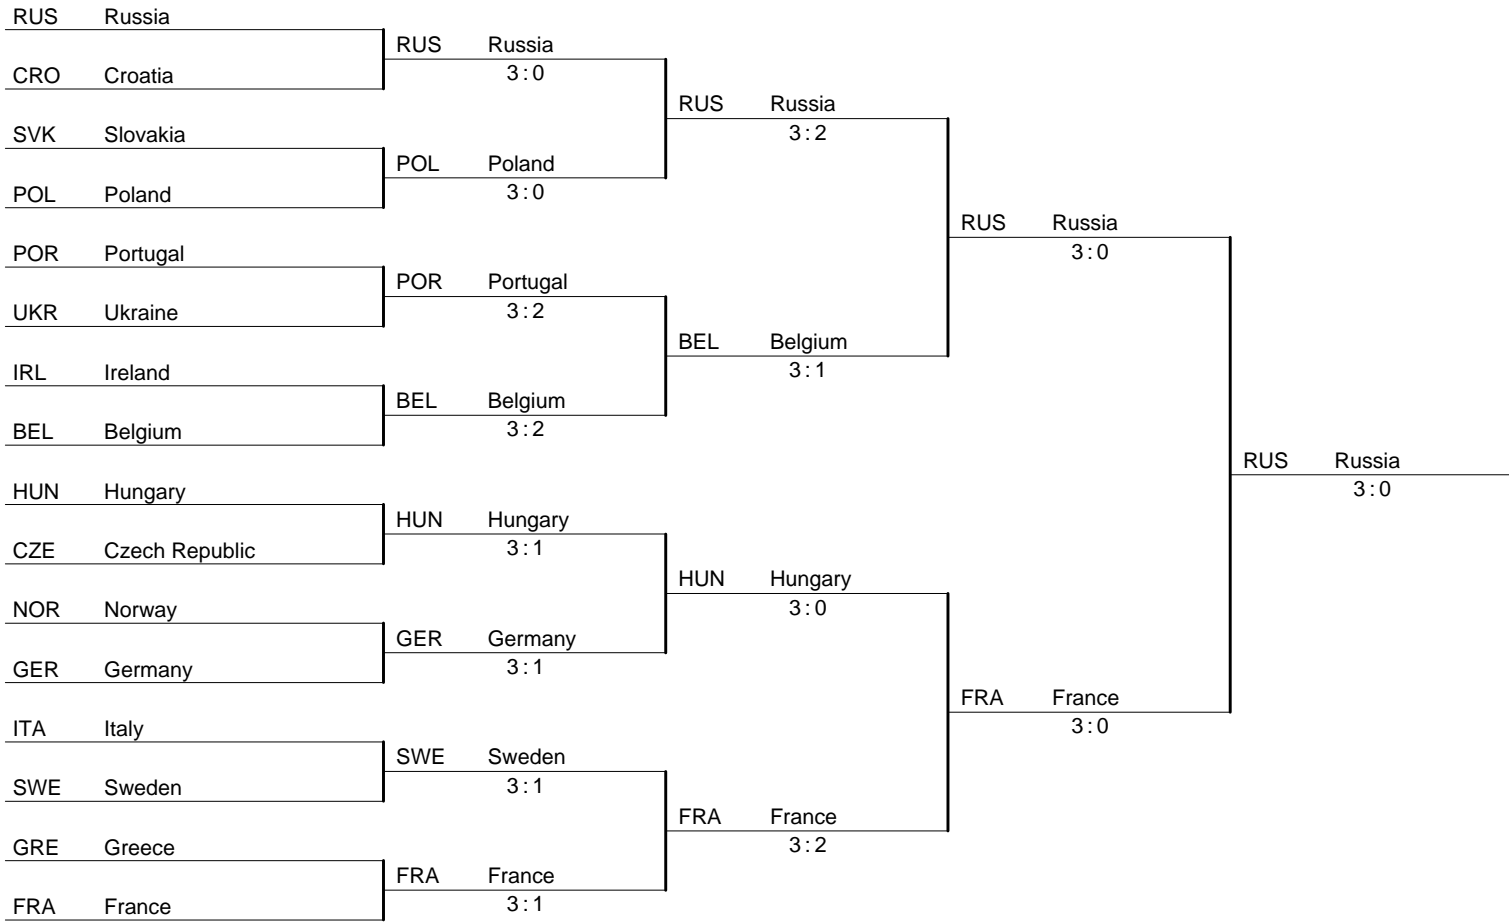 RUS Russia
CRO Croatia
SVK Slovakia
POL Poland
POR Portugal
UKR Ukraine
IRL Ireland
BEL Belgium
HUN Hungary
CZE Czech Republic
NOR Norway
GER Germany
ITA Italy
SWE Sweden
GRE Greece
FRA France
RUS Russia
3 : 0
POL Poland
3 : 0
POR Portugal
3 : 2
BEL Belgium
3 : 2
HUN Hungary
3 : 1
GER Germany
3 : 1
SWE Sweden
3 : 1
FRA France
3 : 1
RUS Russia
3 : 2
BEL Belgium
3 : 1
HUN Hungary
3 : 0
FRA France
3 : 2
RUS Russia
3 : 0
FRA France
3 : 0
RUS Russia
3 : 0